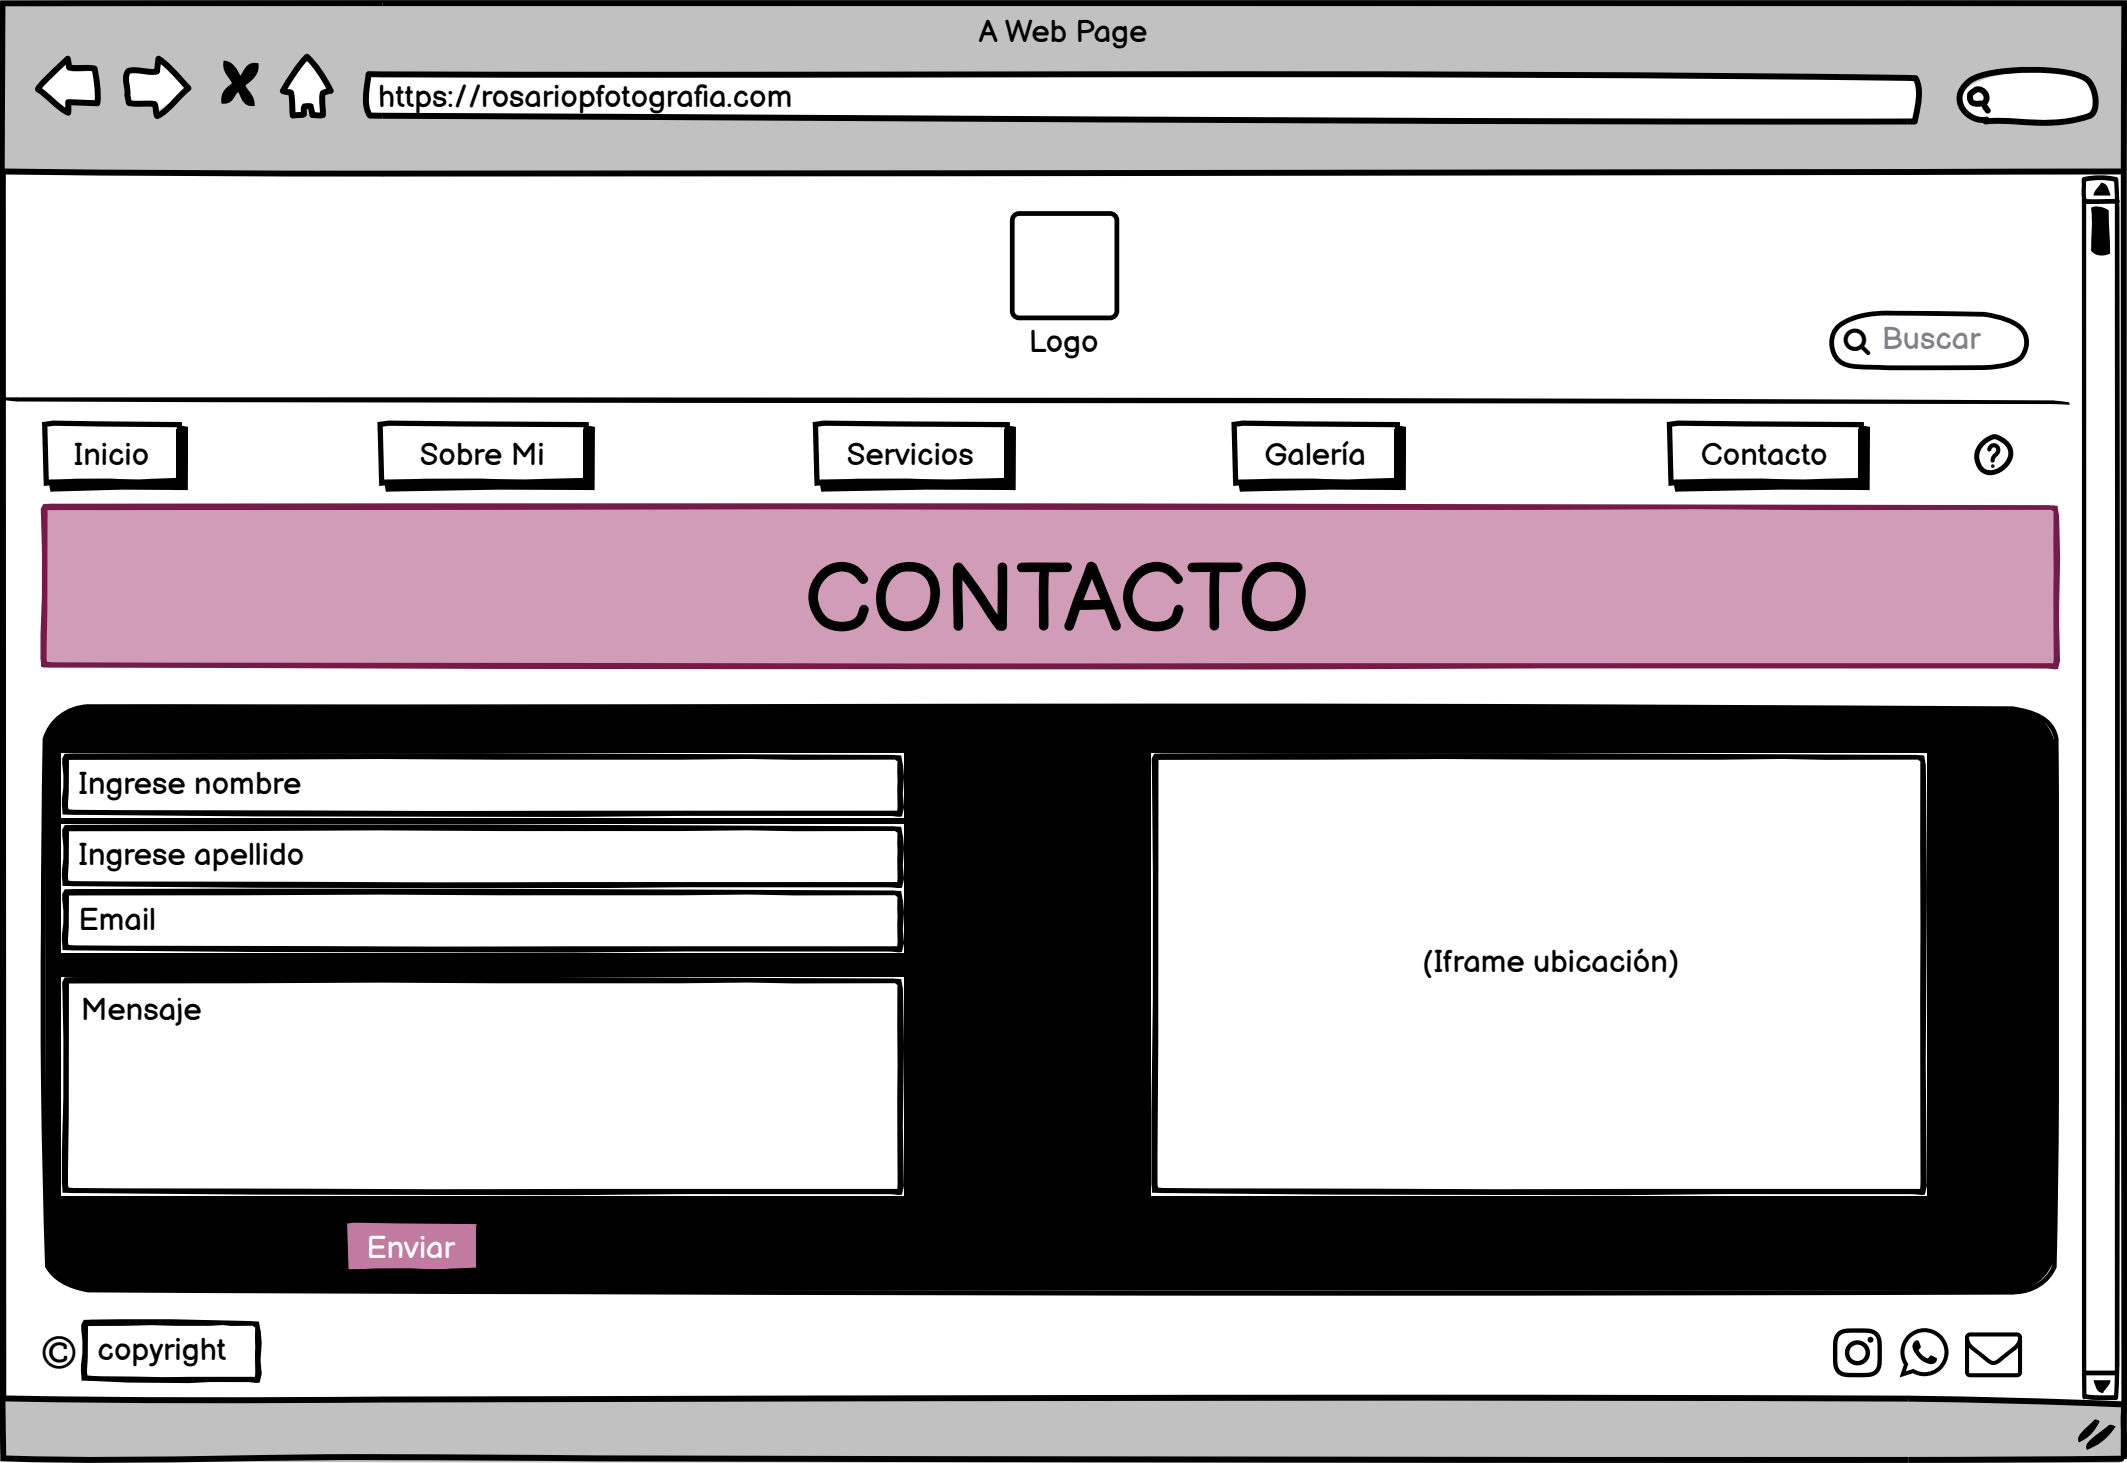 A Web Page
https://rosariopfotografia.com
Logo
Buscar
Inicio
Sobre Mi
Servicios
Galería
Contacto
?
CONTACTO
Ingrese nombre
Ingrese apellido
Email
Mensaje
(Iframe ubicación)
Enviar
© copyright